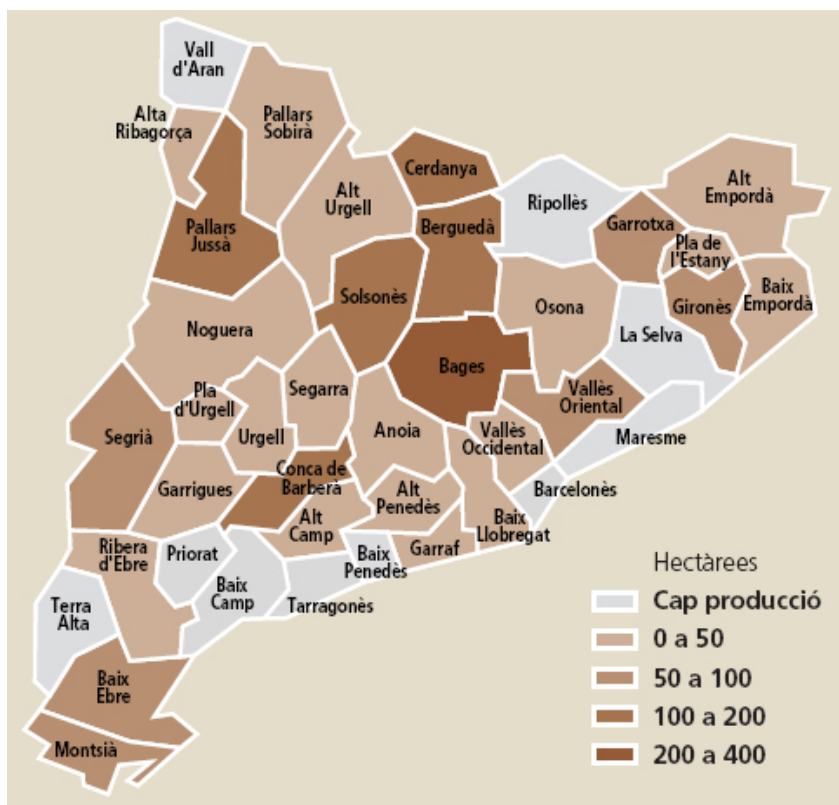 Vall
d'Aran
Alta
Ribagorça
Pallars
Sobirà
Cerdanya
Alt
Urgell
Ripollès
Alt
Empordà
Pallars
Jussà
Berguedà
Garrotxa
Pla de
l'Estany
Solsonès
Osona
Gironès
Baix
Empordà
Noguera
La Selva
Bages
Segarra
Pla
d'Urgell
Vallès
Oriental
Segrià
Urgell
Anoia
Vallès
Occidental
Maresme
Garrigues
Conca de
Barberà
Alt
Penedès
Barcelonès
Alt
Camp
Baix
Llobregat
Ribera
d'Ebre
Priorat
Baix
Penedès
Garraf
Terra
Alta
Baix
Camp
Tarragonès
Baix
Ebre
Montsià
Hectàrees
Cap producció
0 a 50
50 a 100
100 a 200
200 a 400